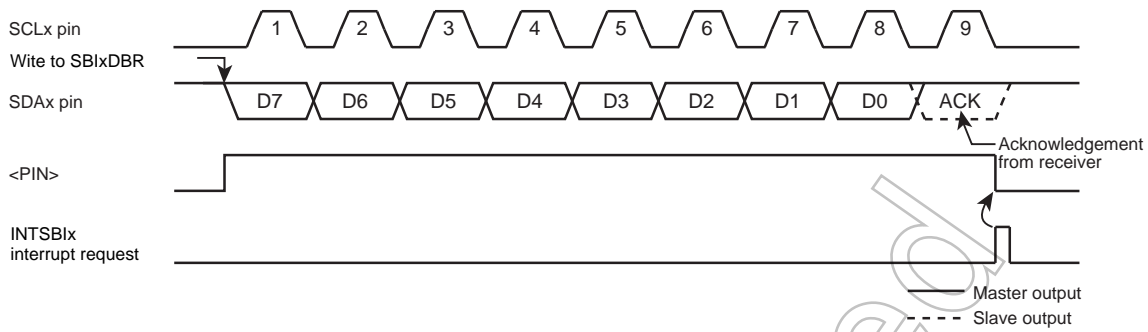 SCLx pin
1 2 3 4 5 6 7 8 9
Wite to SBIxDBR
SDAx pin
D7 D6 D5 D4 D3 D2 D1 D0 ACK
Acknowledgement
from receiver
<PIN>
INTSBIx
interrupt request
Master output
Slave output